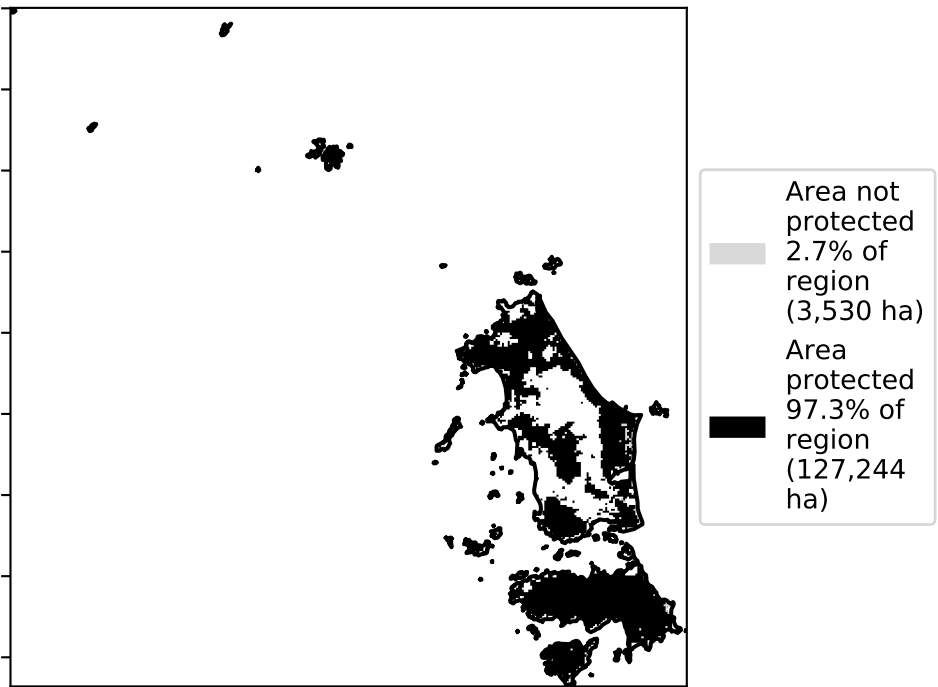 Area not
protected
2.7% of
region
(3,530 ha)
Area
protected
97.3% of
region
(127,244
ha)